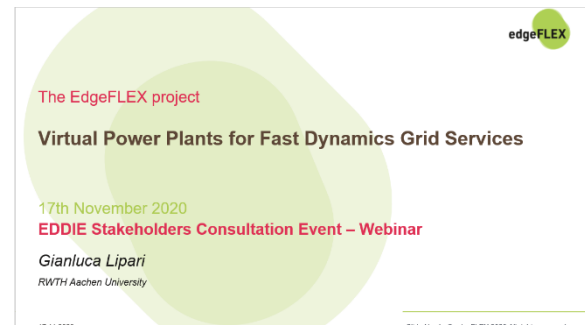 edgeFLEX
The EdgeFLEX project
Virtual Power Plants for Fast Dynamics Grid Services
17th November 2020
EDDIE Stakeholders Consultation Event – Webinar
Gianluca Lipari
RWTH Aachen University